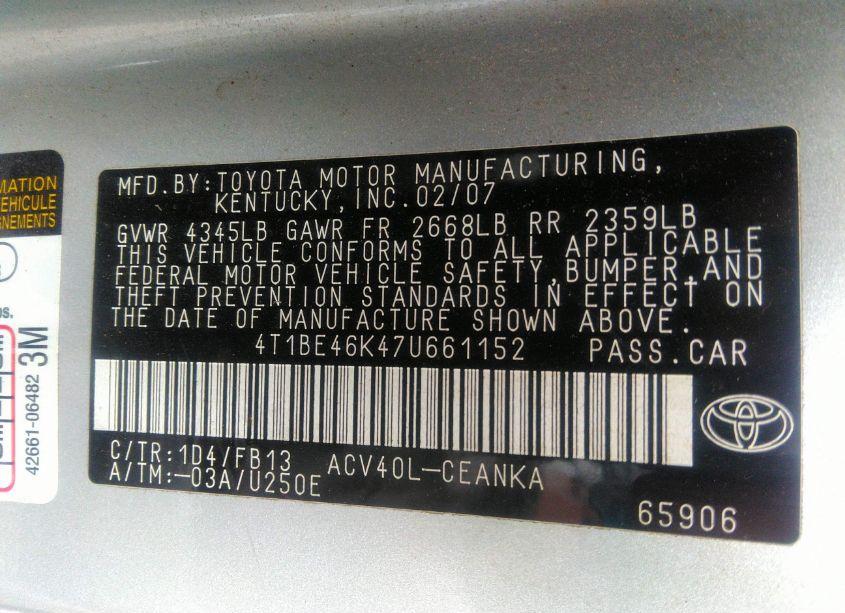 MFD.BY:TOYOTA MOTOR MANUFACTURING,
KENTUCKY,INC.02/07
GVWR 4345LB GAWR FR 2668LB RR 2359LB
THIS VEHICLE CONFORMS TO ALL APPLICABLE
FEDERAL MOTOR VEHICLE SAFETY,BUMPER,AND
THEFT PREVENTION STANDARDS IN EFFECT ON
THE DATE OF MANUFACTURE SHOWN ABOVE.
4T1BE46K47U661152 PASS.CAR
C/TR:1D4/FB13 ACV40L-CEANKA
A/TM:-03A/U250E
65906
VEHICULE
42661-06482 3M